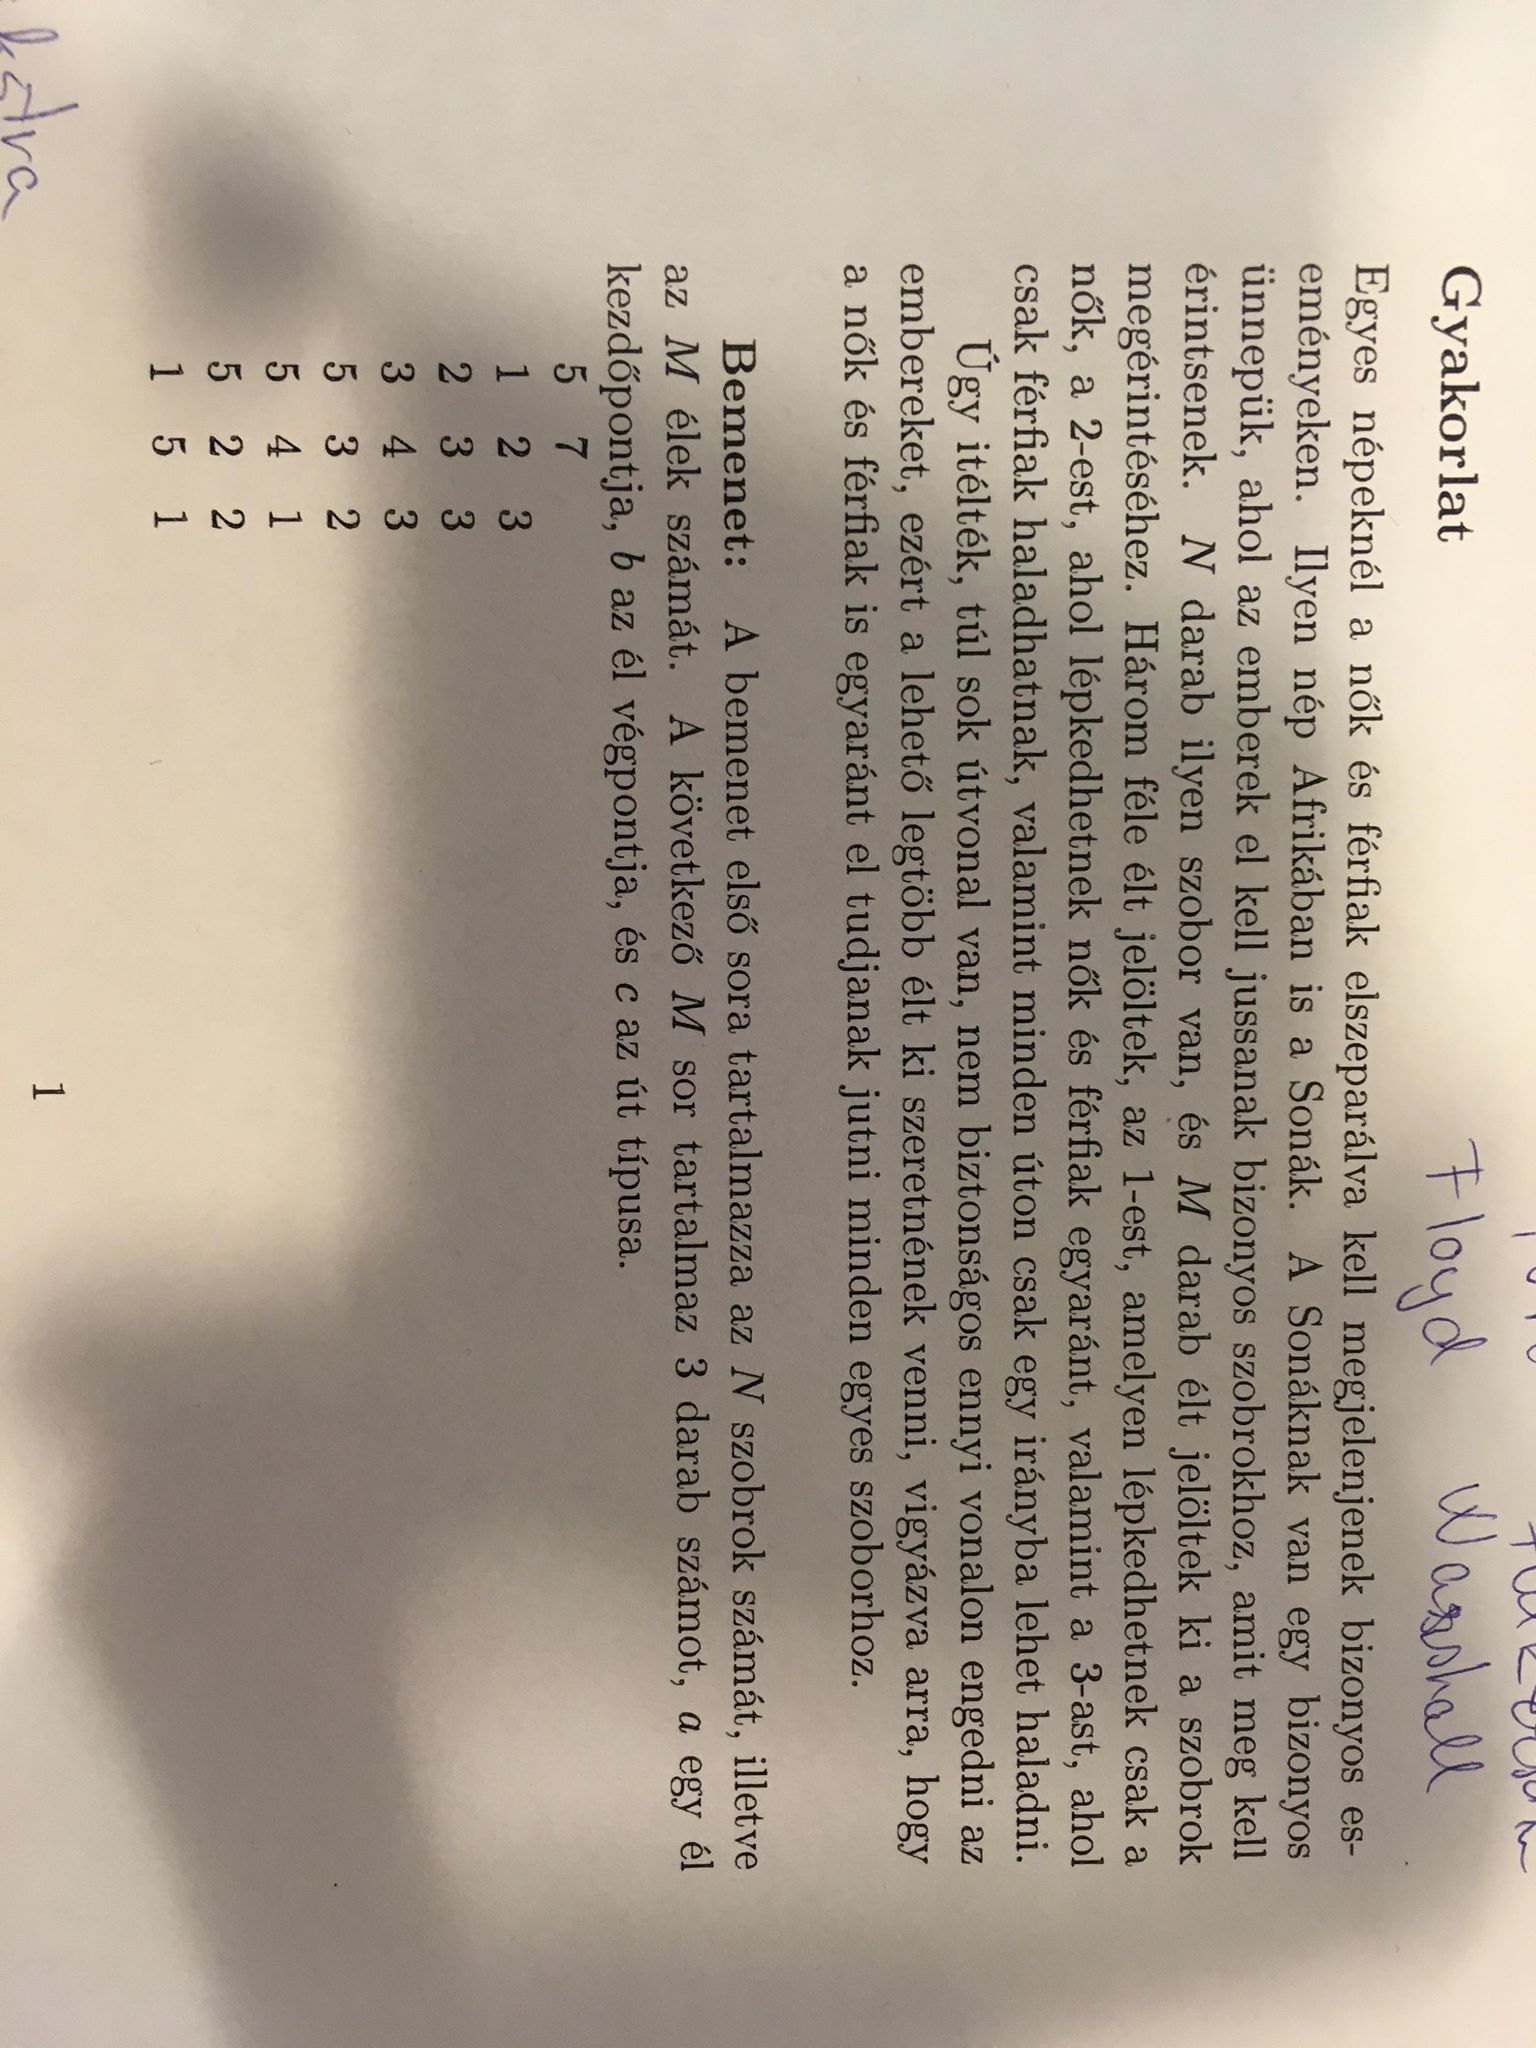 Floyd Warshall
Gyakorlat
Egyes népeknél a nők és férfiak elszeparálva kell megjelenjenek bizonyos es-
eményeken. Ilyen nép Afrikában is a Sonák. A Sonáknak van egy bizonyos
ünnepük, ahol az emberek el kell jussanak bizonyos szobrokhoz, amit meg kell
érintsenek. N darab ilyen szobor van, és M darab élt jelöltek ki a szobrok
megérintéséhez. Három féle élt jelöltek, az 1-est, amelyen lépkedhetnek csak a
nők, a 2-est, ahol lépkedhetnek nők és férfiak egyaránt, valamint a 3-ast, ahol
csak férfiak haladhatnak, valamint minden úton csak egy irányba lehet haladni.
Úgy itélték, túl sok útvonal van, nem biztonságos ennyi vonalon engedni az
embereket, ezért a lehető legtöbb élt ki szeretnének venni, vigyázva arra, hogy
a nők és férfiak is egyaránt el tudjanak jutni minden egyes szoborhoz.
Bemenet: A bemenet első sora tartalmazza az N szobrok számát, illetve
az M élek számát. A következő M sor tartalmaz 3 darab számot, a egy él
kezdőpontja, b az él végpontja, és c az út típusa.
5 7
1 2 3
2 3 3
3 4 3
5 3 2
5 4 1
5 2 2
1 5 1
1